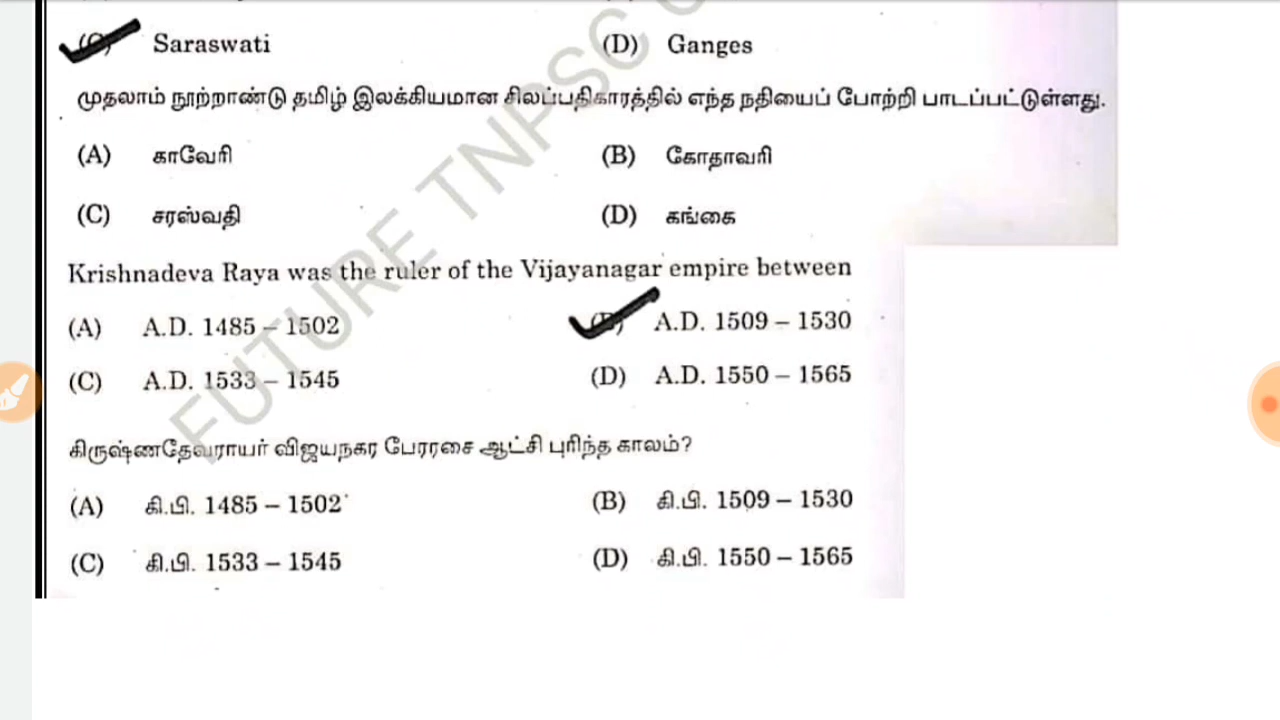 (C) Saraswati (D) Ganges
முதலாம் நூற்றாண்டு தமிழ் இலக்கியமான சிலப்பதிகாரத்தில் எந்த நதியைப் போற்றி பாடப்பட்டுள்ளது.
(A) காவேரி (B) கோதாவரி
(C) சரஸ்வதி (D) கங்கை
Krishnadeva Raya was the ruler of the Vijayanagar empire between
(A) A.D. 1485 – 1502 (B) A.D. 1509 – 1530
(C) A.D. 1533 – 1545 (D) A.D. 1550 – 1565
கிருஷ்ணதேவராயர் விஜயநகர பேரரசை ஆட்சி புரிந்த காலம்?
(A) கி.பி. 1485 – 1502 (B) கி.பி. 1509 – 1530
(C) கி.பி. 1533 – 1545 (D) கி.பி. 1550 – 1565
FUTURE TNPSC